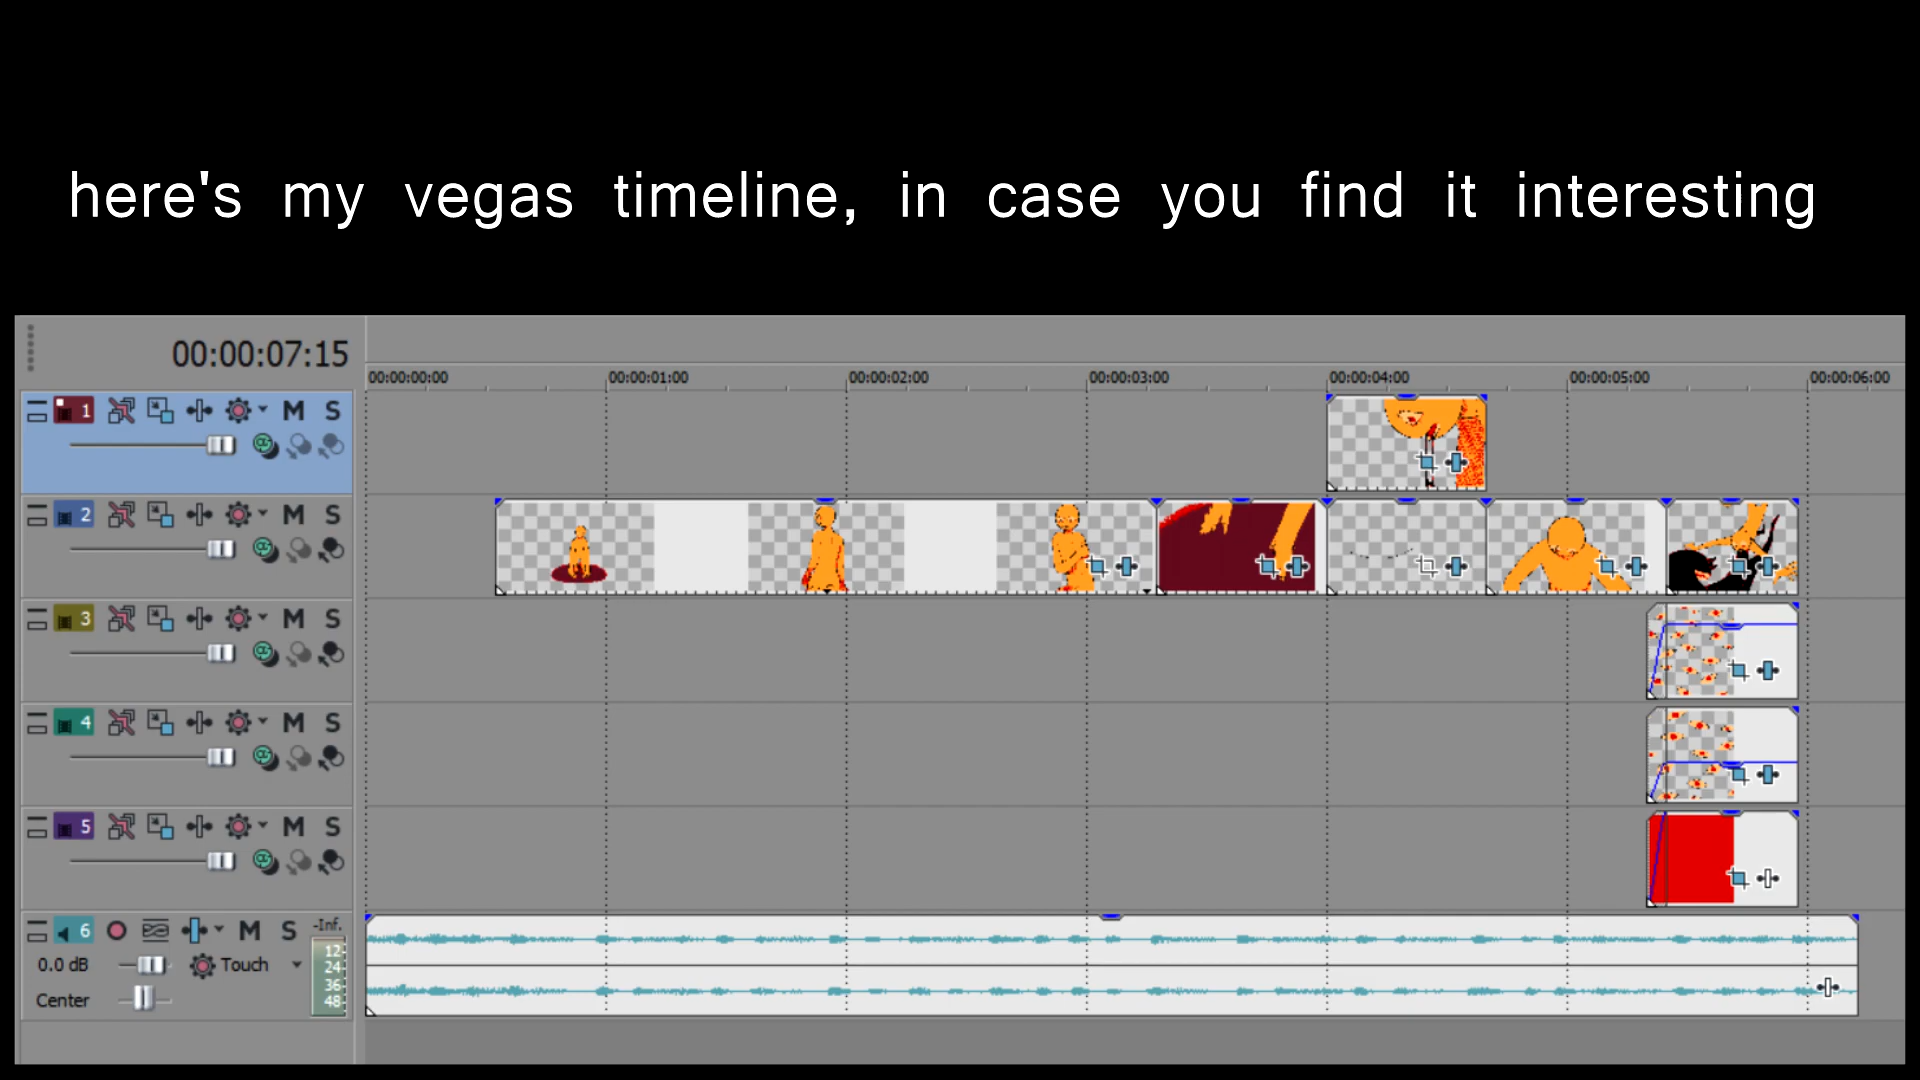 here's my vegas timeline, in case you find it interesting
00:00:07:15
00:00:00:00 00:00:01:00 00:00:02:00 00:00:03:00 00:00:04:00 00:00:05:00 00:00:06:00
1 M S
2 M S
3 M S
4 M S
5 M S
6 M S -Inf.
12
0.0 dB Touch 24
36
Center 48